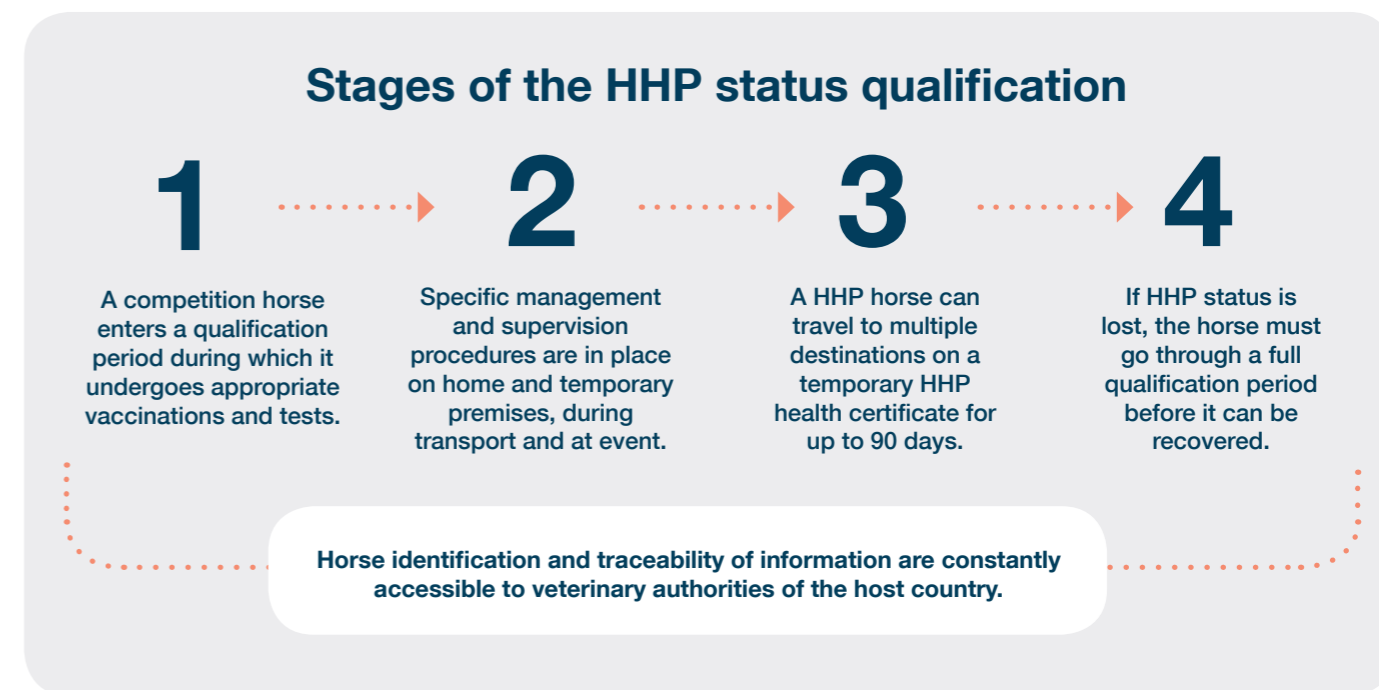 Stages of the HHP status qualification
1
A competition horse
enters a qualification
period during which it
undergoes appropriate
vaccinations and tests.
2
Specific management
and supervision
procedures are in place
on home and temporary
premises, during
transport and at event.
3
A HHP horse can
travel to multiple
destinations on a
temporary HHP
health certificate for
up to 90 days.
4
If HHP status is
lost, the horse must
go through a full
qualification period
before it can be
recovered.
Horse identification and traceability of information are constantly
accessible to veterinary authorities of the host country.